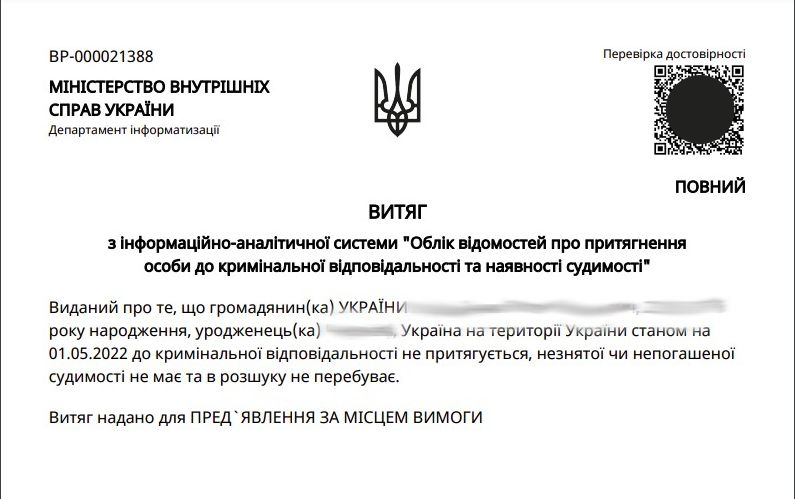 ВР-000021388
Перевірка достовірності
МІНІСТЕРСТВО ВНУТРІШНІХ
СПРАВ УКРАЇНИ
Департамент інформатизації
ПОВНИЙ
ВИТЯГ
з інформаційно-аналітичної системи "Облік відомостей про притягнення
особи до кримінальної відповідальності та наявності судимості"
Виданий про те, що громадянин(ка) УКРАЇНИ
року народження, уродженець(ка) , Україна на території України станом на
01.05.2022 до кримінальної відповідальності не притягується, незнятої чи непогашеної
судимості не має та в розшуку не перебуває.
Витяг надано для ПРЕД`ЯВЛЕННЯ ЗА МІСЦЕМ ВИМОГИ